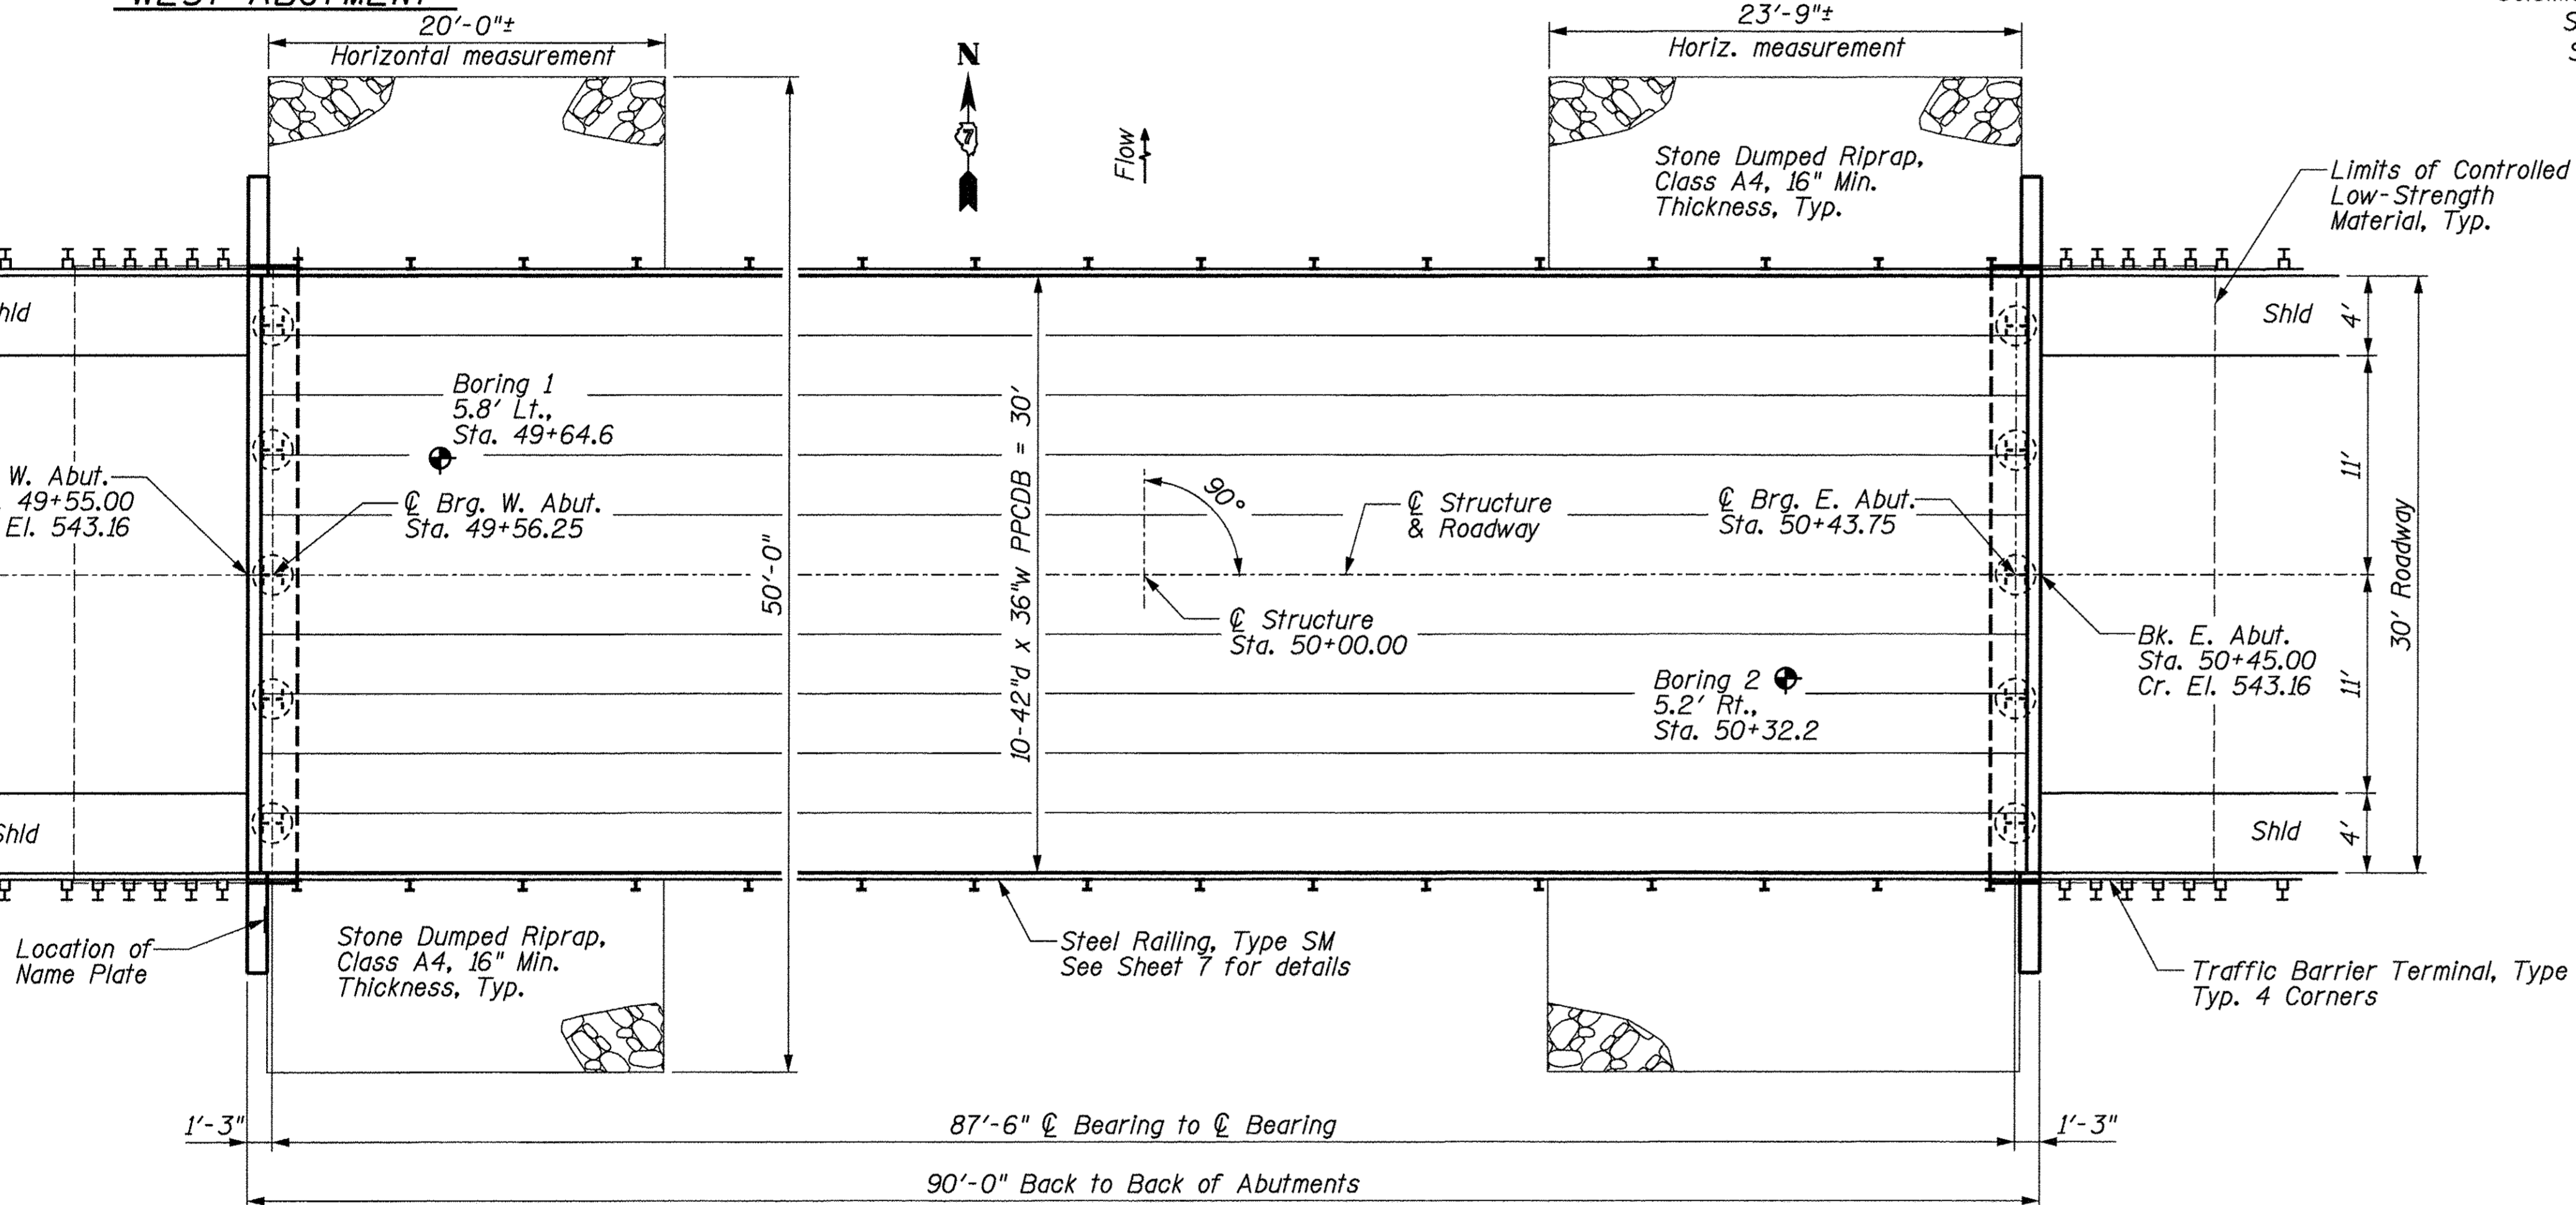 WEST ABUTMENT
20'-0"±
Horizontal measurement
23'-9"±
Horiz. measurement
N
7
Flow
Stone Dumped Riprap,
Class A4, 16" Min.
Thickness, Typ.
Limits of Controlled
Low-Strength
Material, Typ.
Shld
4'
11'
30' Roadway
11'
4'
Shld
Shld
Boring 1
5.8' Lt.,
Sta. 49+64.6
W. Abut.
49+55.00
El. 543.16
℄ Brg. W. Abut.
Sta. 49+56.25
50'-0"
10-42"d x 36"w PPCDB = 30'
90°
℄ Structure
& Roadway
℄ Structure
Sta. 50+00.00
℄ Brg. E. Abut.
Sta. 50+43.75
Bk. E. Abut.
Sta. 50+45.00
Cr. El. 543.16
Boring 2
5.2' Rt.,
Sta. 50+32.2
Location of
Name Plate
Stone Dumped Riprap,
Class A4, 16" Min.
Thickness, Typ.
Steel Railing, Type SM
See Sheet 7 for details
Traffic Barrier Terminal, Type
Typ. 4 Corners
1'-3"
87'-6" ℄ Bearing to ℄ Bearing
1'-3"
90'-0" Back to Back of Abutments